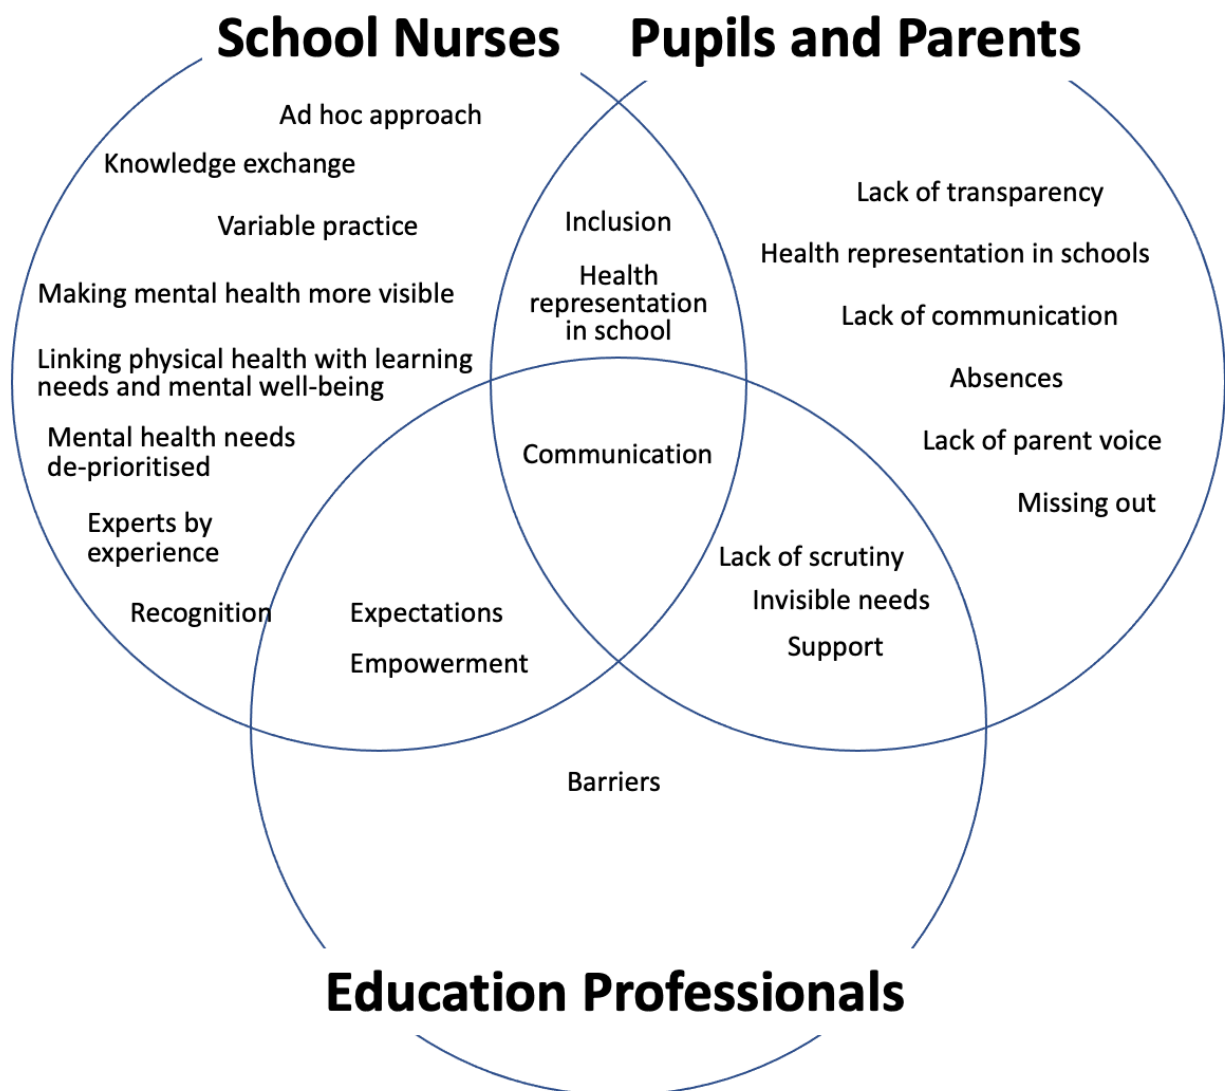 School Nurses
Pupils and Parents
Ad hoc approach
Knowledge exchange
Variable practice
Making mental health more visible
Linking physical health with learning
needs and mental well-being
Mental health needs
de-prioritised
Experts by
experience
Recognition
Inclusion
Health
representation
in school
Communication
Lack of transparency
Health representation in schools
Lack of communication
Absences
Lack of parent voice
Missing out
Expectations
Empowerment
Lack of scrutiny
Invisible needs
Support
Barriers
Education Professionals